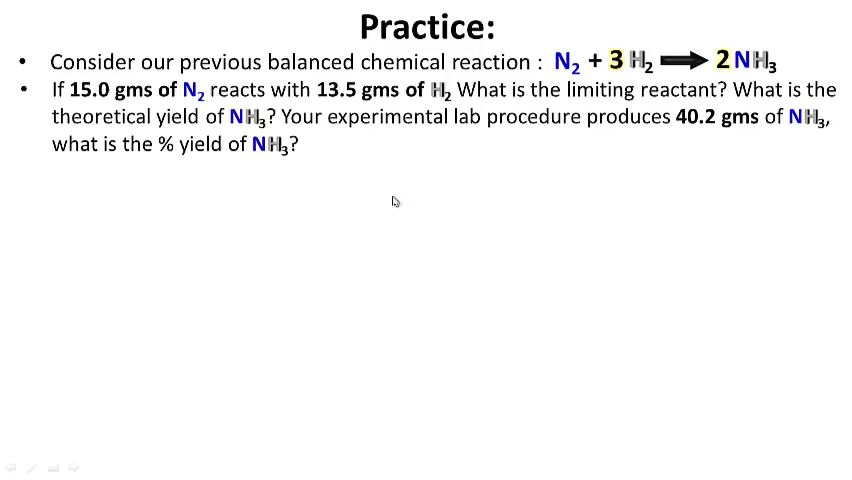 Practice:
• Consider our previous balanced chemical reaction : N₂ + 3 H₂ ⟶ 2 NH₃
• If 15.0 gms of N₂ reacts with 13.5 gms of H₂ What is the limiting reactant? What is the
theoretical yield of NH₃? Your experimental lab procedure produces 40.2 gms of NH₃,
what is the % yield of NH₃?